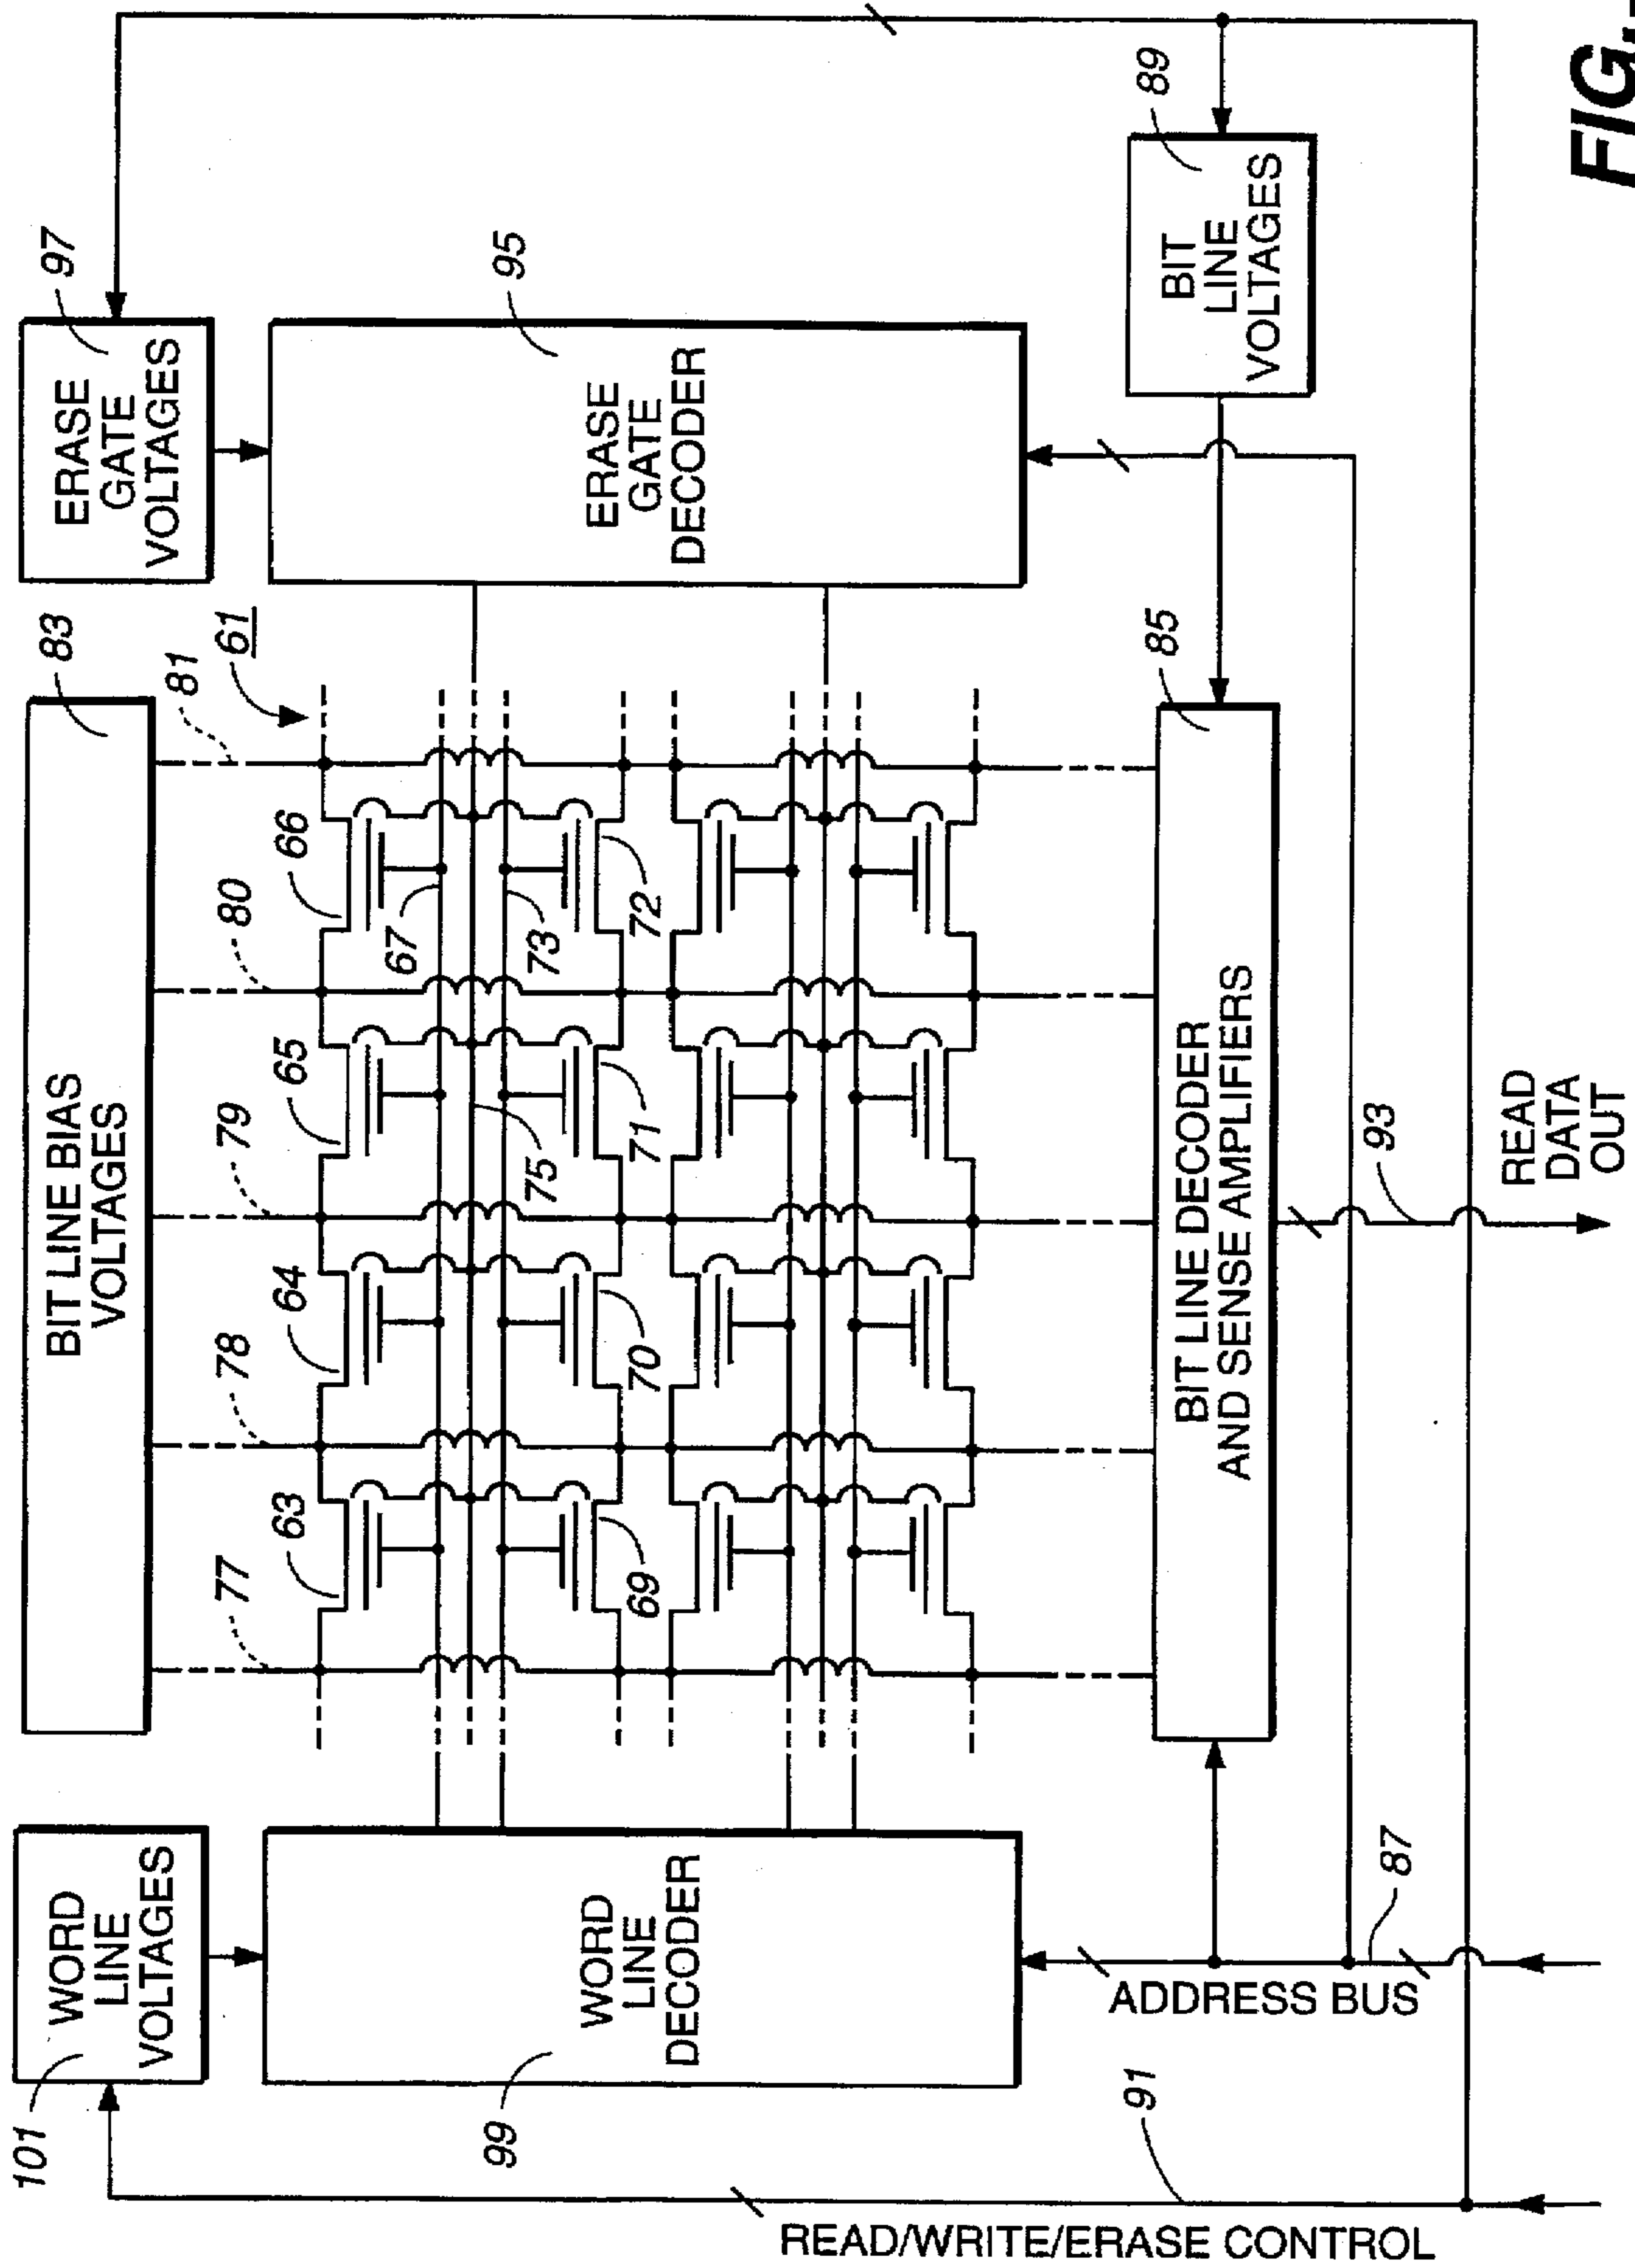 101
WORD
LINE
VOLTAGES
83
BIT LINE BIAS
VOLTAGES
97
ERASE
GATE
VOLTAGES
77
78
79
80
81
61
63
64
65
66
67
73
75
69
70
71
72
99
WORD
LINE
DECODER
95
ERASE
GATE
DECODER
85
BIT LINE DECODER
AND SENSE AMPLIFIERS
89
BIT
LINE
VOLTAGES
ADDRESS BUS
87
93
READ
DATA
OUT
91
READ/WRITE/ERASE CONTROL
FIG.